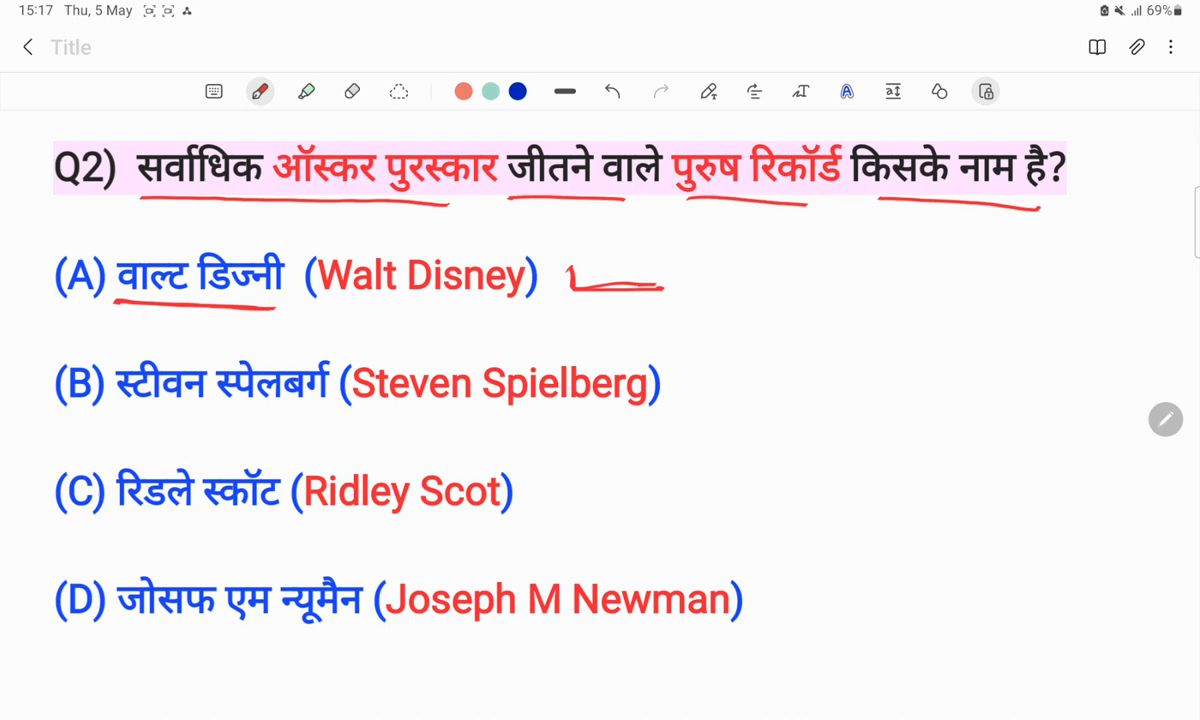 15:17 Thu, 5 May 69%
Title
Q2) सर्वाधिक ऑस्कर पुरस्कार जीतने वाले पुरुष रिकॉर्ड किसके नाम है?
(A) वाल्ट डिज्नी (Walt Disney)
(B) स्टीवन स्पेलबर्ग (Steven Spielberg)
(C) रिडले स्कॉट (Ridley Scot)
(D) जोसफ एम न्यूमैन (Joseph M Newman)